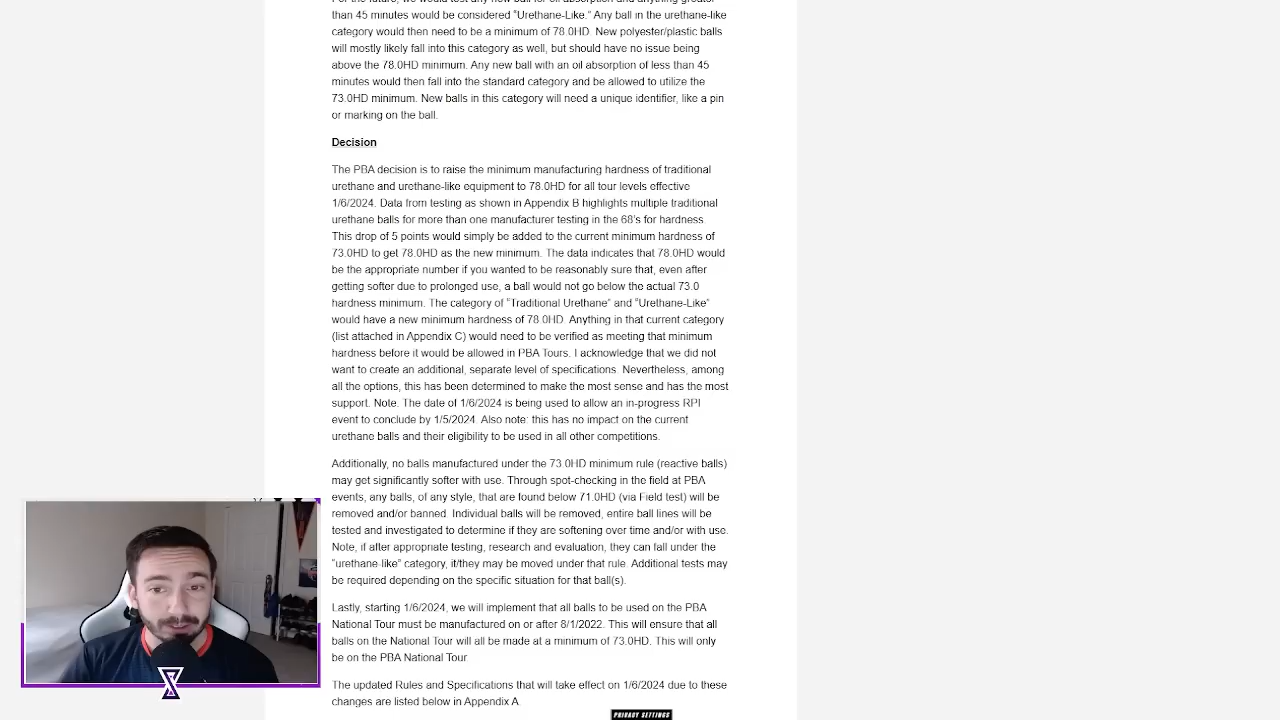 than 45 minutes would be considered "Urethane-Like." Any ball in the urethane-like
category would then need to be a minimum of 78.0HD. New polyester/plastic balls
will mostly likely fall into this category as well, but should have no issue being
above the 78.0HD minimum. Any new ball with an oil absorption of less than 45
minutes would then fall into the standard category and be allowed to utilize the
73.0HD minimum. New balls in this category will need a unique identifier, like a pin
or marking on the ball.
Decision
The PBA decision is to raise the minimum manufacturing hardness of traditional
urethane and urethane-like equipment to 78.0HD for all tour levels effective
1/6/2024. Data from testing as shown in Appendix B highlights multiple traditional
urethane balls for more than one manufacturer testing in the 68's for hardness.
This drop of 5 points would simply be added to the current minimum hardness of
73.0HD to get 78.0HD as the new minimum. The data indicates that 78.0HD would
be the appropriate number if you wanted to be reasonably sure that, even after
getting softer due to prolonged use, a ball would not go below the actual 73.0
hardness minimum. The category of "Traditional Urethane" and "Urethane-Like"
would have a new minimum hardness of 78.0HD. Anything in that current category
(list attached in Appendix C) would need to be verified as meeting that minimum
hardness before it would be allowed in PBA Tours. I acknowledge that we did not
want to create an additional, separate level of specifications. Nevertheless, among
all the options, this has been determined to make the most sense and has the most
support. Note. The date of 1/6/2024 is being used to allow an in-progress RPI
event to conclude by 1/5/2024. Also note: this has no impact on the current
urethane balls and their eligibility to be used in all other competitions.
Additionally, no balls manufactured under the 73.0HD minimum rule (reactive balls)
may get significantly softer with use. Through spot-checking in the field at PBA
events, any balls, of any style, that are found below 71.0HD (via Field test) will be
removed and/or banned. Individual balls will be removed, entire ball lines will be
tested and investigated to determine if they are softening over time and/or with use.
Note, if after appropriate testing, research and evaluation, they can fall under the
"urethane-like" category, it/they may be moved under that rule. Additional tests may
be required depending on the specific situation for that ball(s).
Lastly, starting 1/6/2024, we will implement that all balls to be used on the PBA
National Tour must be manufactured on or after 8/1/2022. This will ensure that all
balls on the National Tour will all be made at a minimum of 73.0HD. This will only
be on the PBA National Tour.
The updated Rules and Specifications that will take effect on 1/6/2024 due to these
changes are listed below in Appendix A.
PRIVACY SETTINGS